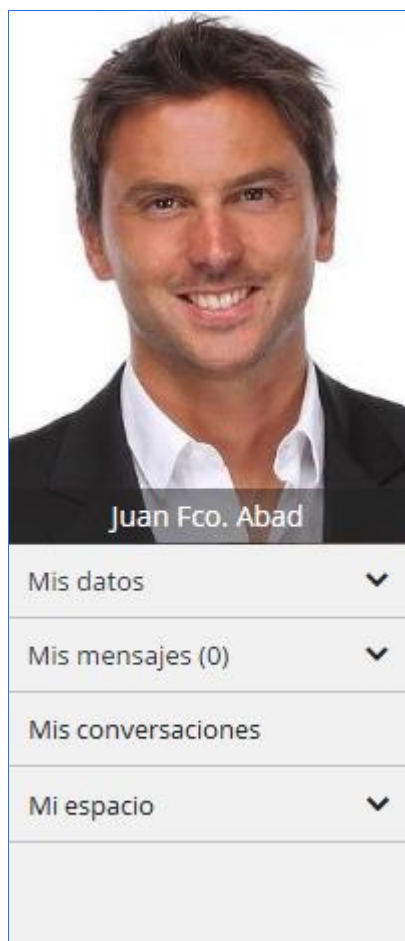 Juan Fco. Abad
Mis datos
Mis mensajes (0)
Mis conversaciones
Mi espacio